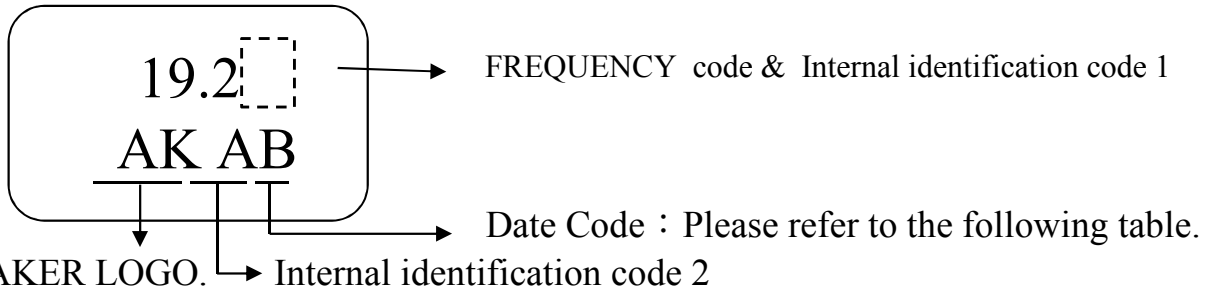 19.2
FREQUENCY code & Internal identification code 1
AK AB
Date Code：Please refer to the following table.
AKER LOGO.
Internal identification code 2